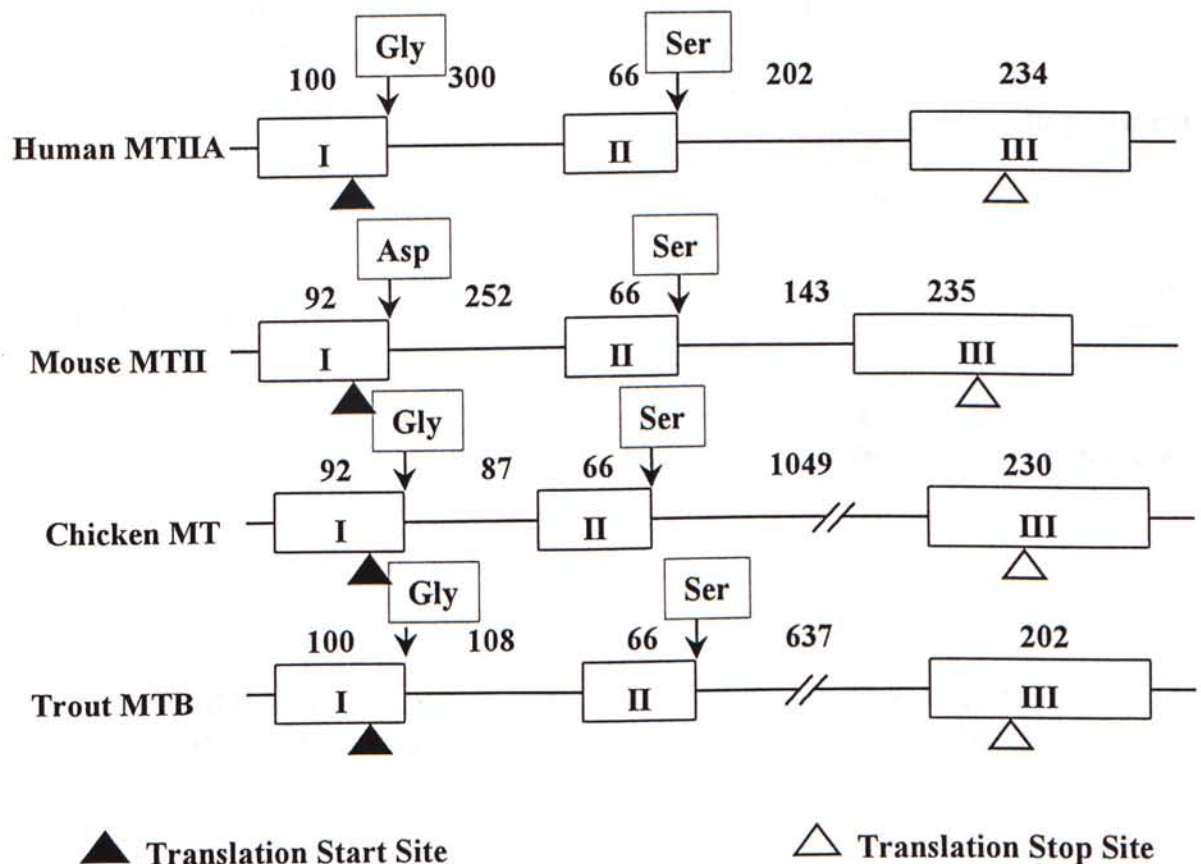 Gly
Ser
100 300 66 202 234
Human MTIIA I II III
Asp
Ser
92 252 66 143 235
Mouse MTII I II III
Gly
Ser
92 87 66 1049 230
Chicken MT I II III
Gly
Ser
100 108 66 637 202
Trout MTB I II III
Translation Start Site
Translation Stop Site